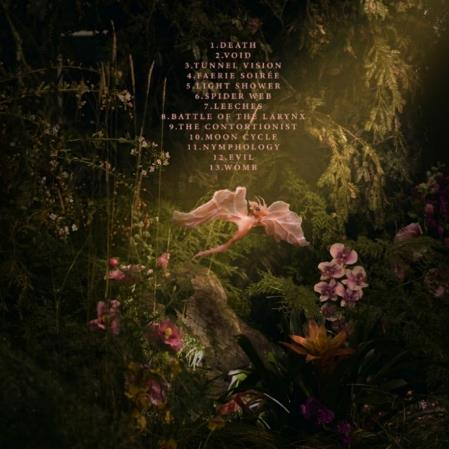 1.DEATH
2.VOID
3.TUNNEL VISION
4.FAERIE SOIRÉE
5.LIGHT SHOWER
6.SPIDER WEB
7.LEECHES
8.BATTLE OF THE LARYNX
9.THE CONTORTIONIST
10.MOON CYCLE
11.NYMPHOLOGY
12.EVIL
13.WOMB